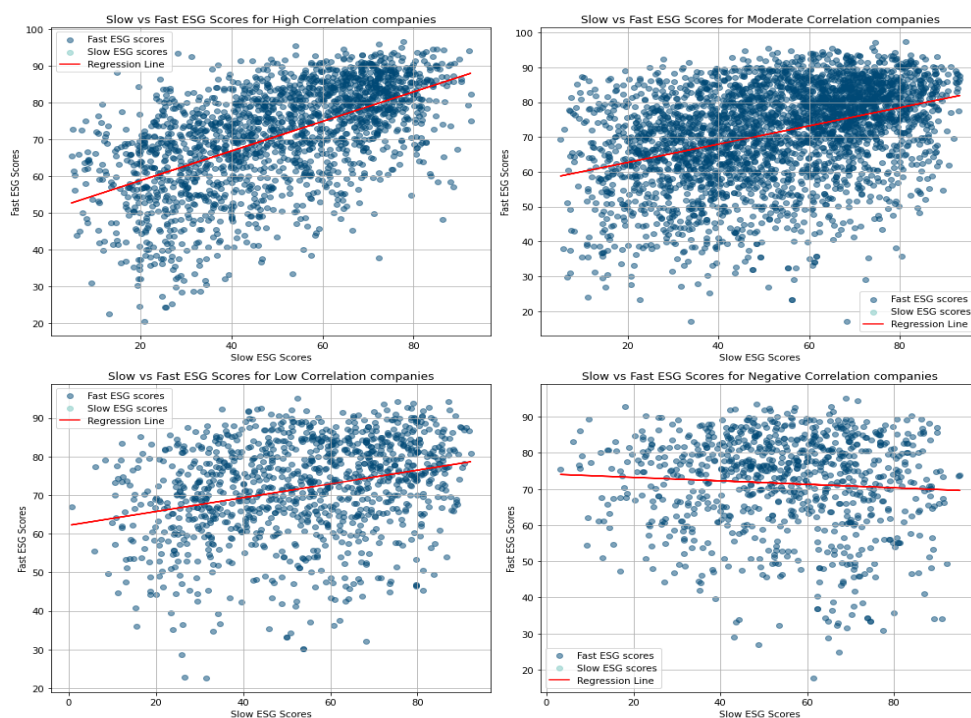 Slow vs Fast ESG Scores for High Correlation companies
Fast ESG scores
Slow ESG scores
Regression Line
Fast ESG Scores
100
90
80
70
60
50
40
30
20
20
40
60
80
Slow ESG Scores
Slow vs Fast ESG Scores for Moderate Correlation companies
Fast ESG scores
Slow ESG scores
Regression Line
Fast ESG Scores
100
90
80
70
60
50
40
30
20
20
40
60
80
Slow ESG Scores
Slow vs Fast ESG Scores for Low Correlation companies
Fast ESG scores
Slow ESG scores
Regression Line
Fast ESG Scores
90
80
70
60
50
40
30
20
0
20
40
60
80
Slow ESG Scores
Slow vs Fast ESG Scores for Negative Correlation companies
Fast ESG scores
Slow ESG scores
Regression Line
Fast ESG Scores
90
80
70
60
50
40
30
20
0
20
40
60
80
Slow ESG Scores